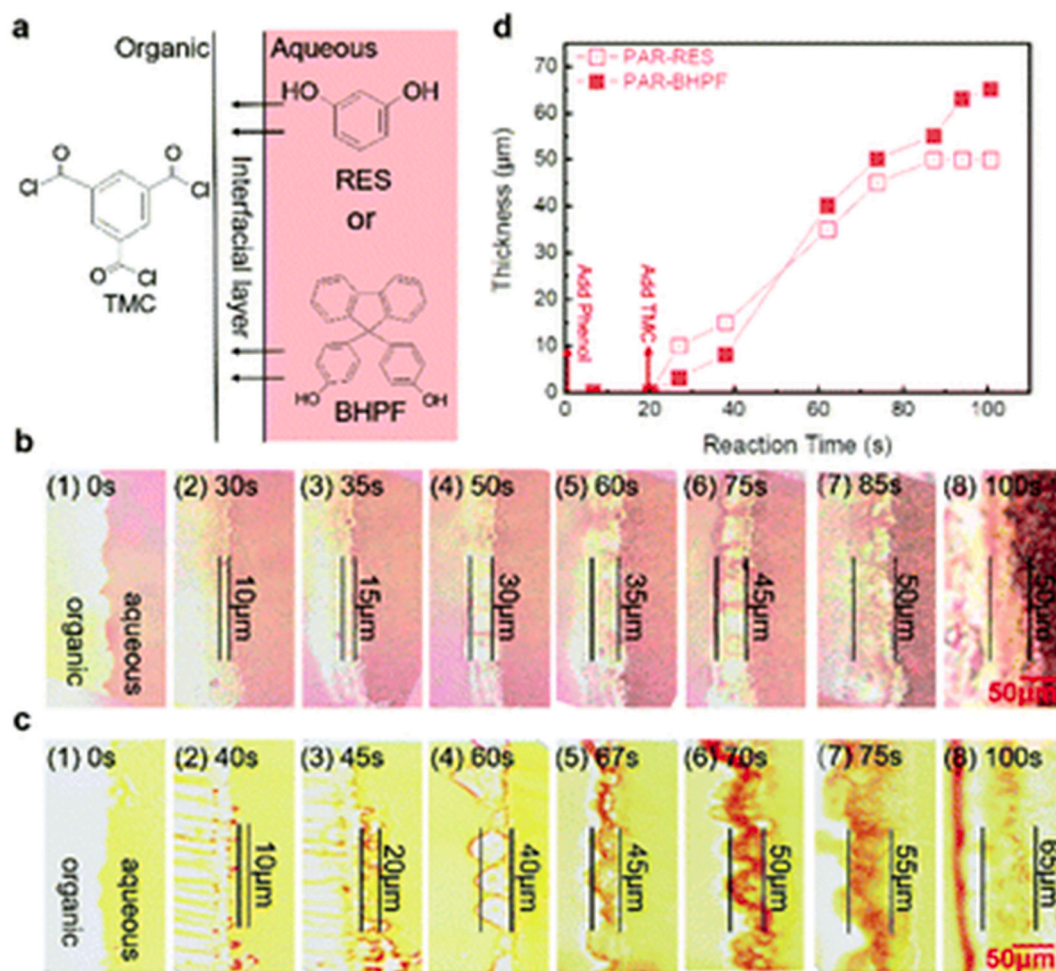 a
Organic
Aqueous
HO
OH
RES
or
O
Cl
O
Cl
O
Cl
TMC
Interfacial layer
HO
OH
BHPF
d
PAR-RES
PAR-BHPF
Thickness (µm)
70
60
50
40
30
20
10
0
Add Phenol
Add TMC
0
20
40
60
80
100
Reaction Time (s)
b
(1) 0s
organic
aqueous
(2) 30s
10µm
(3) 35s
15µm
(4) 50s
30µm
(5) 60s
35µm
(6) 75s
45µm
(7) 85s
50µm
(8) 100s
50µm
50µm
c
(1) 0s
organic
aqueous
(2) 40s
10µm
(3) 45s
20µm
(4) 60s
40µm
(5) 67s
45µm
(6) 70s
50µm
(7) 75s
55µm
(8) 100s
65µm
50µm